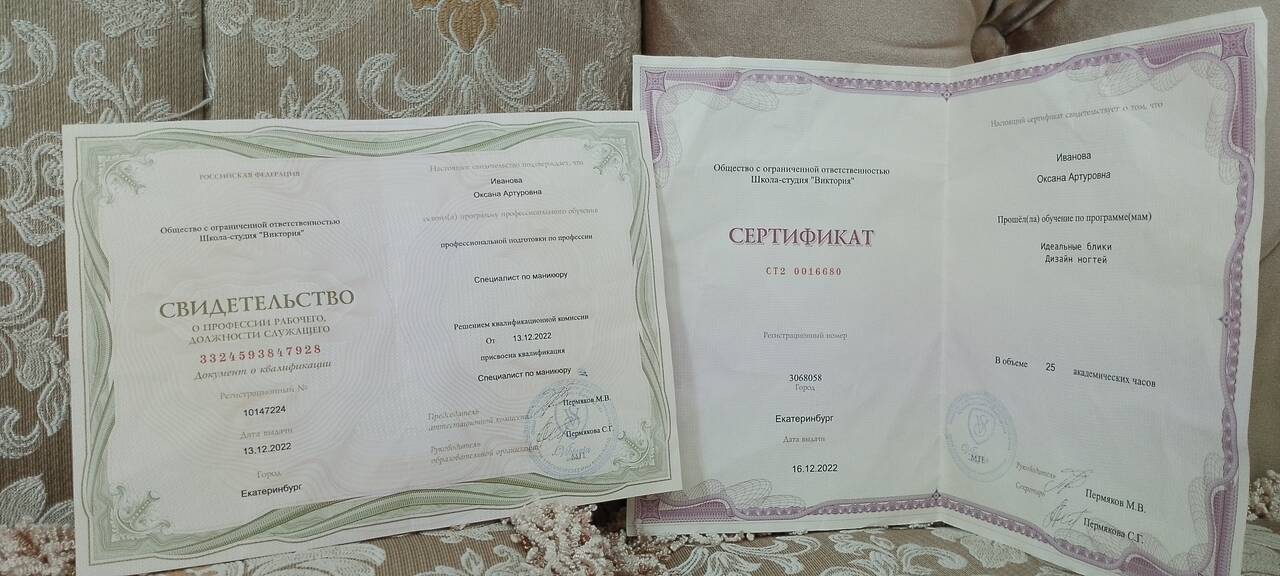 РОССИЙСКАЯ ФЕДЕРАЦИЯ
Общество с ограниченной ответственностью
Школа-студия "Виктория"
СВИДЕТЕЛЬСТВО
О ПРОФЕССИИ РАБОЧЕГО,
ДОЛЖНОСТИ СЛУЖАЩЕГО
3324593847928
Документ о квалификации
Регистрационный №
10147224
Дата выдачи
13.12.2022
Город
Екатеринбург
Настоящее свидетельство подтверждает, что
Иванова
Оксана Артуровна
освоил(а) программу профессионального обучения
профессиональной подготовки по профессии
Специалист по маникюру
Решением квалификационной комиссии
От 13.12.2022
присвоена квалификация
Специалист по маникюру
Председатель
аттестационной комиссии
Пермяков М.В.
Руководитель
образовательной организации
Пермякова С.Г.
М.П.
Общество с ограниченной ответственностью
Школа-студия "Виктория"
СЕРТИФИКАТ
СТ2 0016680
Регистрационный номер
3068058
Город
Екатеринбург
Дата выдачи
16.12.2022
Настоящий сертификат свидетельствует о том, что
Иванова
Оксана Артуровна
Прошёл(ла) обучение по программе(мам)
Идеальные блики
Дизайн ногтей
В объеме 25 академических часов
Руководитель
Пермяков М.В.
Секретарь
Пермякова С.Г.